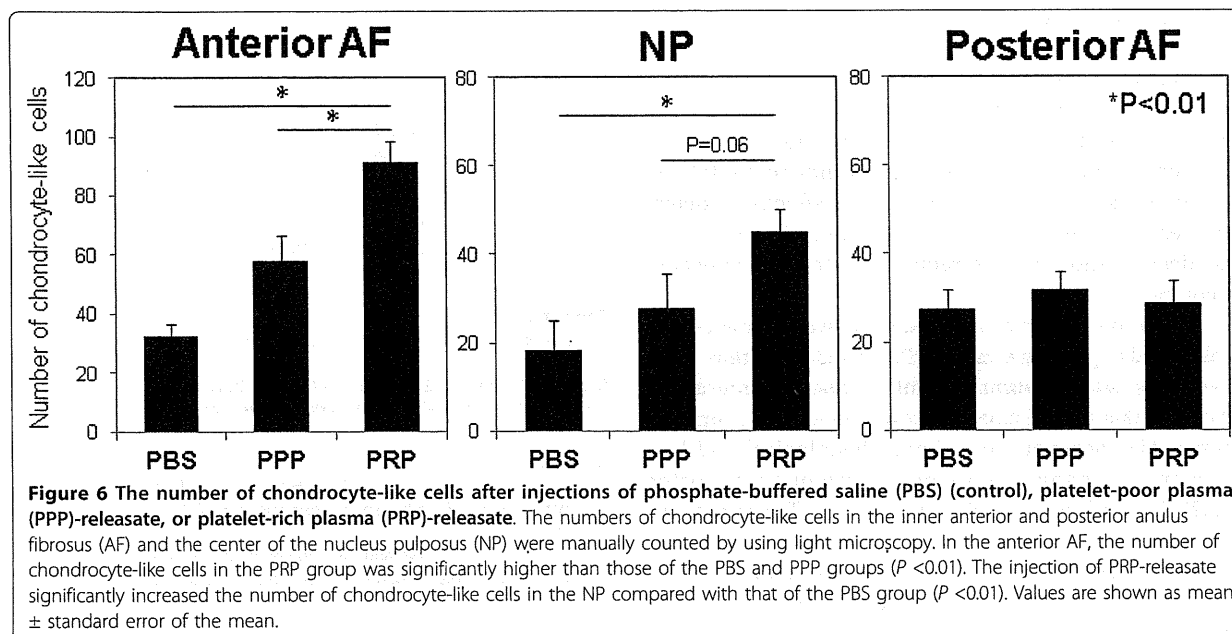 Anterior AF
NP
Posterior AF
Number of chondrocyte-like cells
120
100
80
60
40
20
0
*
*
PBS
PPP
PRP
80
60
40
20
0
*
P=0.06
PBS
PPP
PRP
80
60
40
20
0
*P<0.01
PBS
PPP
PRP
Figure 6 The number of chondrocyte-like cells after injections of phosphate-buffered saline (PBS) (control), platelet-poor plasma
(PPP)-releasate, or platelet-rich plasma (PRP)-releasate. The numbers of chondrocyte-like cells in the inner anterior and posterior anulus
fibrosus (AF) and the center of the nucleus pulposus (NP) were manually counted by using light microscopy. In the anterior AF, the number of
chondrocyte-like cells in the PRP group was significantly higher than those of the PBS and PPP groups (P <0.01). The injection of PRP-releasate
significantly increased the number of chondrocyte-like cells in the NP compared with that of the PBS group (P <0.01). Values are shown as mean
± standard error of the mean.